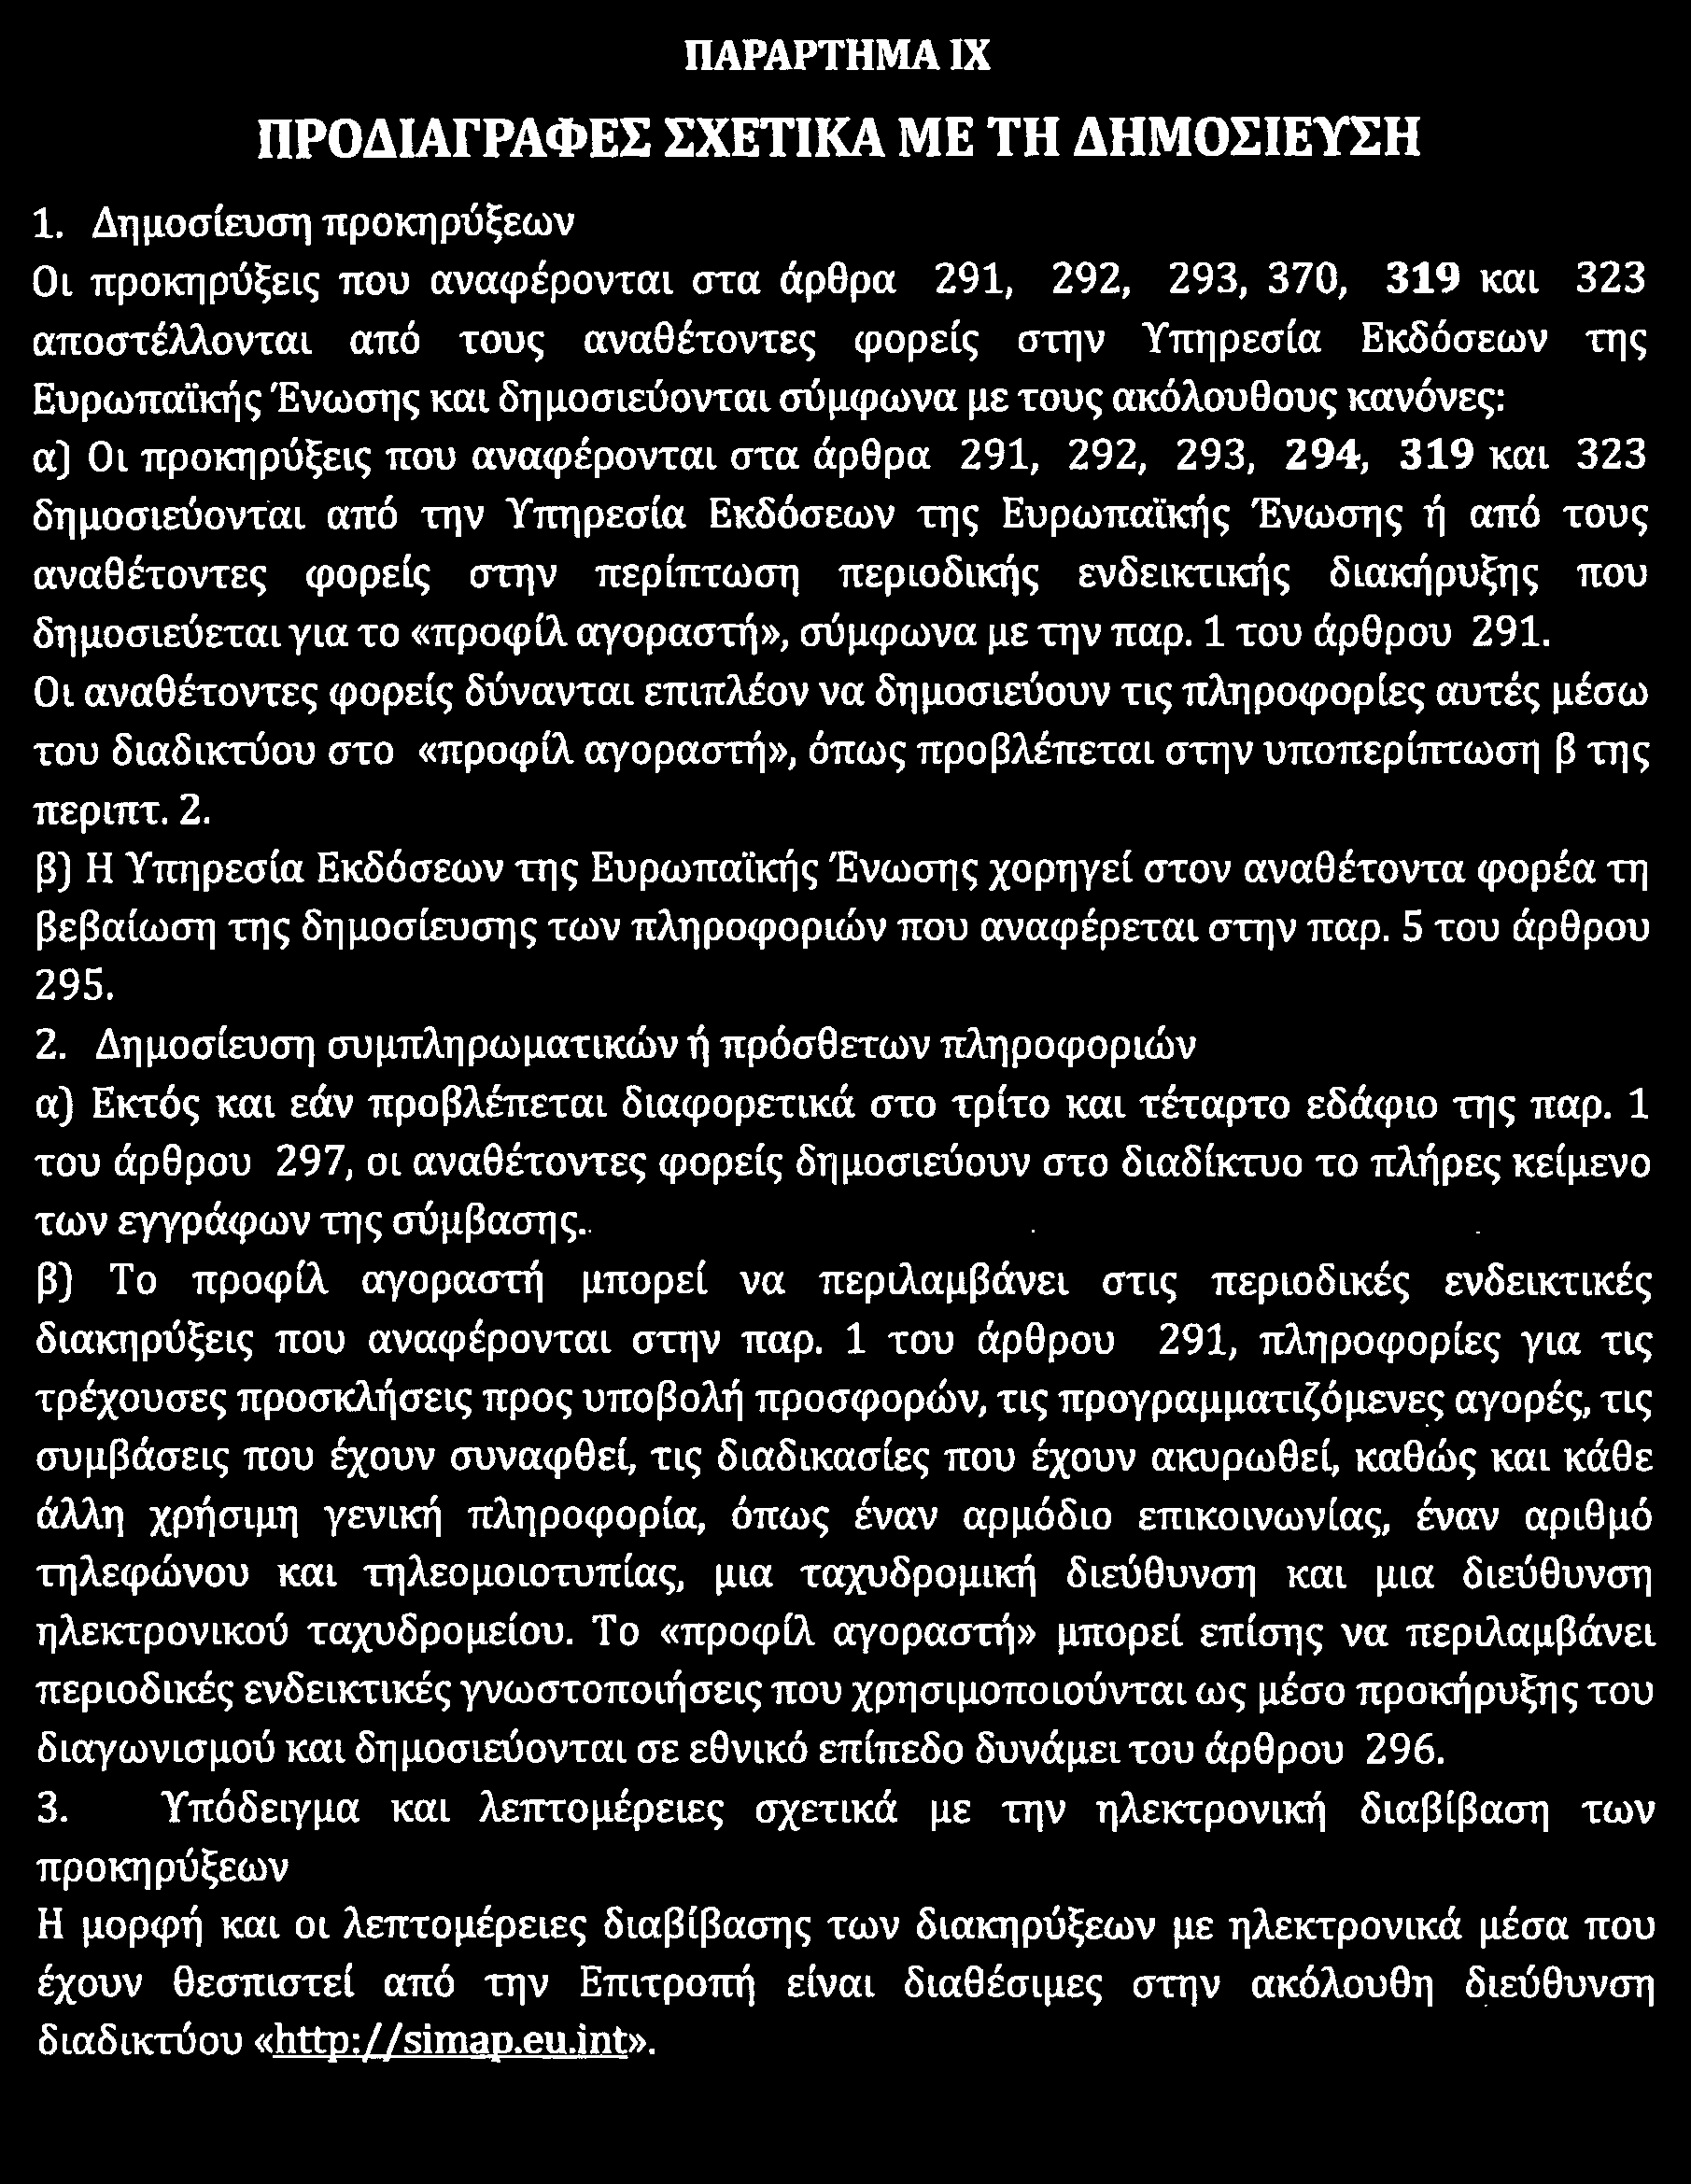 ΠΑΡΑΡΤΗΜΑ ΙΧ
ΠΡΟΔΙΑΓΡΑΦΕΣ ΣΧΕΤΙΚΑ ΜΕ ΤΗ ΔΗΜΟΣΙΕΥΣΗ
1. Δημοσίευση προκηρύξεων
Οι προκηρύξεις που αναφέρονται στα άρθρα 291, 292, 293, 370, 319 και 323
αποστέλλονται από τους αναθέτοντες φορείς στην Υπηρεσία Εκδόσεων της
Ευρωπαϊκής Ένωσης και δημοσιεύονται σύμφωνα με τους ακόλουθους κανόνες:
α) Οι προκηρύξεις που αναφέρονται στα άρθρα 291, 292, 293, 294, 319 και 323
δημοσιεύονται από την Υπηρεσία Εκδόσεων της Ευρωπαϊκής Ένωσης ή από τους
αναθέτοντες φορείς στην περίπτωση περιοδικής ενδεικτικής διακήρυξης που
δημοσιεύεται για το «προφίλ αγοραστή», σύμφωνα με την παρ. 1 του άρθρου 291.
Οι αναθέτοντες φορείς δύνανται επιπλέον να δημοσιεύουν τις πληροφορίες αυτές μέσω
του διαδικτύου στο «προφίλ αγοραστή», όπως προβλέπεται στην υποπερίπτωση β της
περιπτ. 2.
β) Η Υπηρεσία Εκδόσεων της Ευρωπαϊκής Ένωσης χορηγεί στον αναθέτοντα φορέα τη
βεβαίωση της δημοσίευσης των πληροφοριών που αναφέρεται στην παρ. 5 του άρθρου
295.
2. Δημοσίευση συμπληρωματικών ή πρόσθετων πληροφοριών
α) Εκτός και εάν προβλέπεται διαφορετικά στο τρίτο και τέταρτο εδάφιο της παρ. 1
του άρθρου 297, οι αναθέτοντες φορείς δημοσιεύουν στο διαδίκτυο το πλήρες κείμενο
των εγγράφων της σύμβασης.
β) Το προφίλ αγοραστή μπορεί να περιλαμβάνει στις περιοδικές ενδεικτικές
διακηρύξεις που αναφέρονται στην παρ. 1 του άρθρου 291, πληροφορίες για τις
τρέχουσες προσκλήσεις προς υποβολή προσφορών, τις προγραμματιζόμενες αγορές, τις
συμβάσεις που έχουν συναφθεί, τις διαδικασίες που έχουν ακυρωθεί, καθώς και κάθε
άλλη χρήσιμη γενική πληροφορία, όπως έναν αρμόδιο επικοινωνίας, έναν αριθμό
τηλεφώνου και τηλεομοιοτυπίας, μια ταχυδρομική διεύθυνση και μια διεύθυνση
ηλεκτρονικού ταχυδρομείου. Το «προφίλ αγοραστή» μπορεί επίσης να περιλαμβάνει
περιοδικές ενδεικτικές γνωστοποιήσεις που χρησιμοποιούνται ως μέσο προκήρυξης του
διαγωνισμού και δημοσιεύονται σε εθνικό επίπεδο δυνάμει του άρθρου 296.
3. Υπόδειγμα και λεπτομέρειες σχετικά με την ηλεκτρονική διαβίβαση των
προκηρύξεων
Η μορφή και οι λεπτομέρειες διαβίβασης των διακηρύξεων με ηλεκτρονικά μέσα που
έχουν θεσπιστεί από την Επιτροπή είναι διαθέσιμες στην ακόλουθη διεύθυνση
διαδικτύου «http://simap.eu.int».